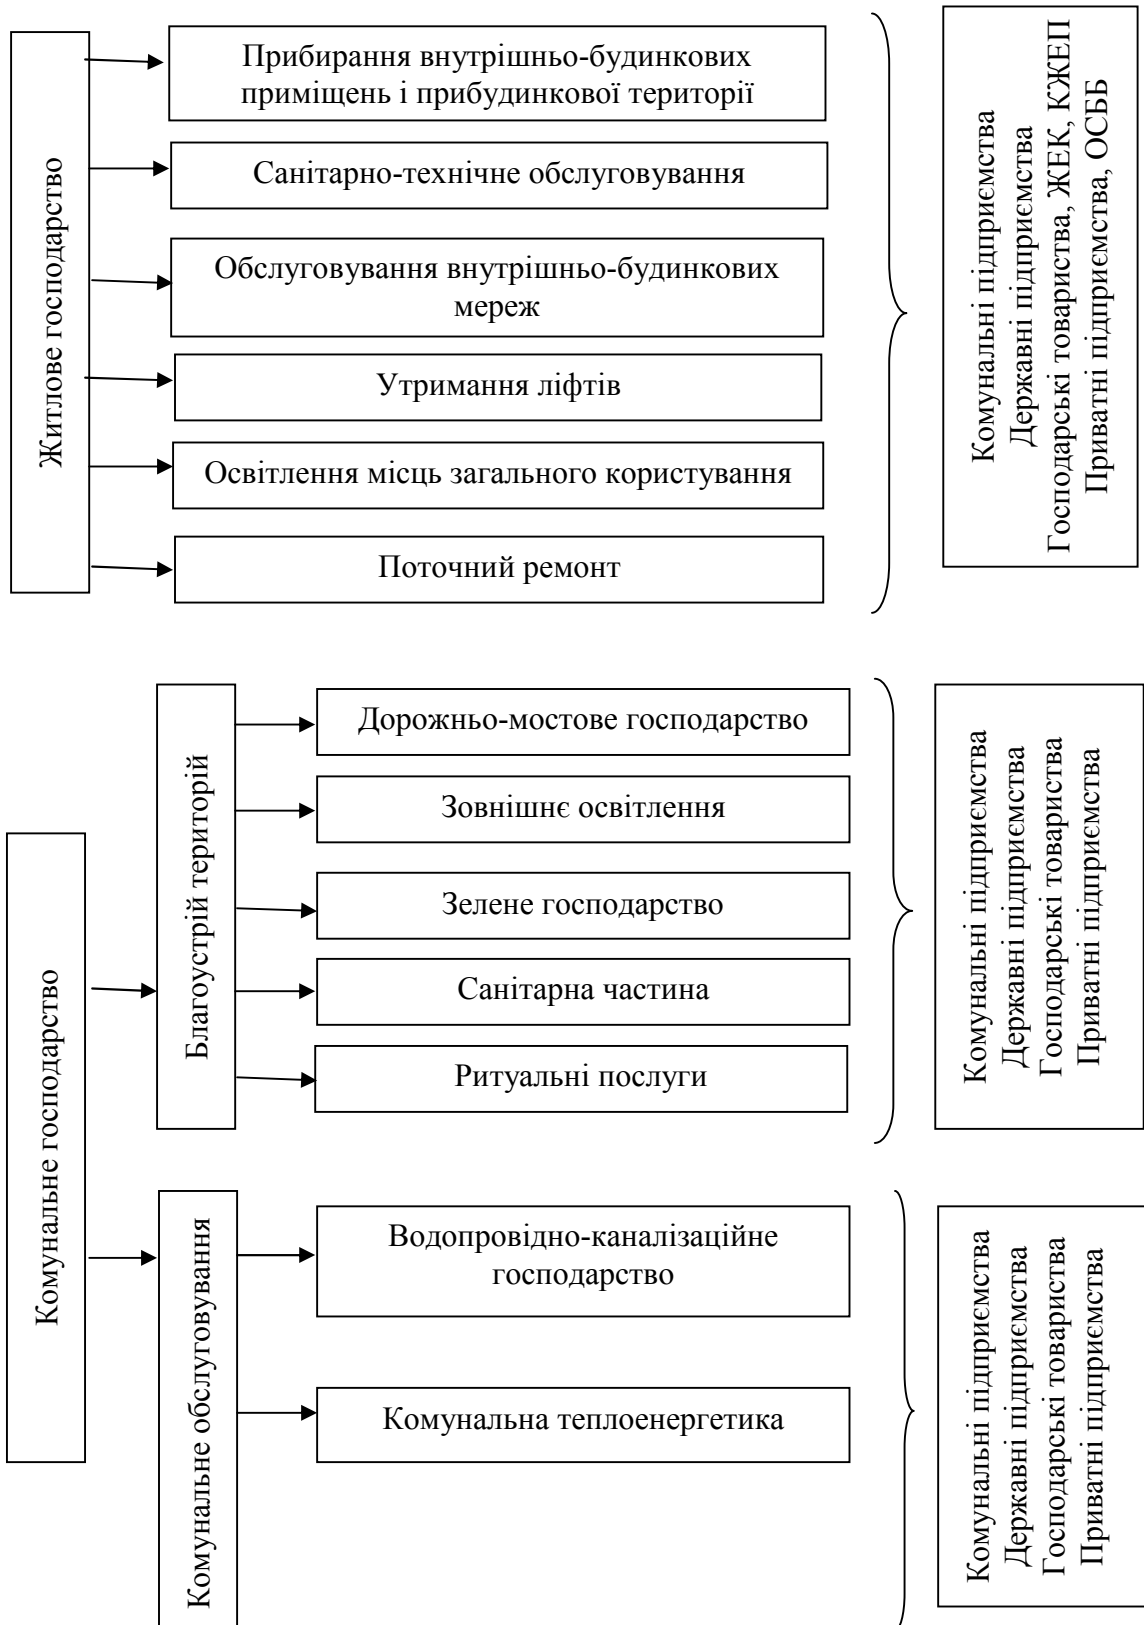 Житлове господарство
Прибирання внутрішньо-будинкових
приміщень і прибудинкової території
Санітарно-технічне обслуговування
Обслуговування внутрішньо-будинкових
мереж
Утримання ліфтів
Освітлення місць загального користування
Поточний ремонт
Комунальні підприємства
Державні підприємства
Господарські товариства, ЖЕК, КЖЕП
Приватні підприємства, ОСББ
Комунальне господарство
Благоустрій територій
Дорожньо-мостове господарство
Зовнішнє освітлення
Зелене господарство
Санітарна частина
Ритуальні послуги
Комунальні підприємства
Державні підприємства
Господарські товариства
Приватні підприємства
Комунальне обслуговування
Водопровідно-каналізаційне
господарство
Комунальна теплоенергетика
Комунальні підприємства
Державні підприємства
Господарські товариства
Приватні підприємства